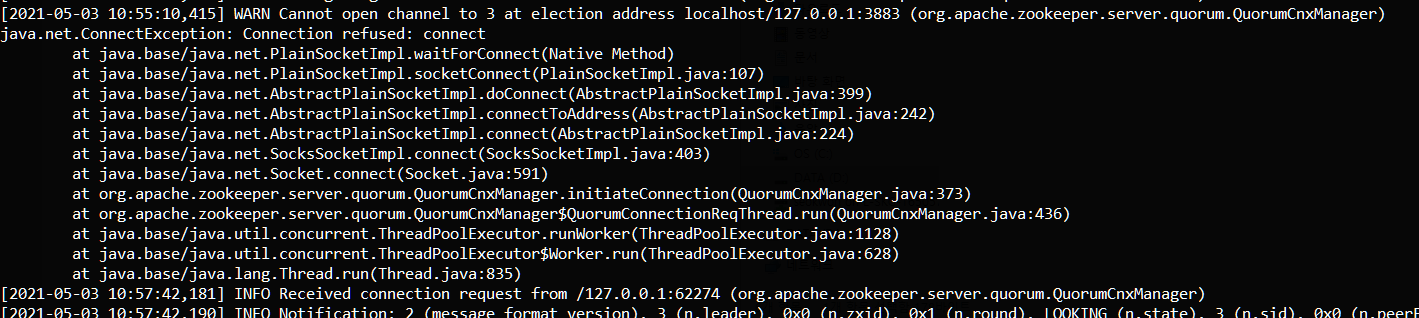 [2021-05-03 10:55:10,415] WARN Cannot open channel to 3 at election address localhost/127.0.0.1:3883 (org.apache.zookeeper.server.quorum.QuorumCnxManager)
java.net.ConnectException: Connection refused: connect
at java.base/java.net.PlainSocketImpl.waitForConnect(Native Method)
at java.base/java.net.PlainSocketImpl.socketConnect(PlainSocketImpl.java:107)
at java.base/java.net.AbstractPlainSocketImpl.doConnect(AbstractPlainSocketImpl.java:399)
at java.base/java.net.AbstractPlainSocketImpl.connectToAddress(AbstractPlainSocketImpl.java:242)
at java.base/java.net.AbstractPlainSocketImpl.connect(AbstractPlainSocketImpl.java:224)
at java.base/java.net.SocksSocketImpl.connect(SocksSocketImpl.java:403)
at java.base/java.net.Socket.connect(Socket.java:591)
at org.apache.zookeeper.server.quorum.QuorumCnxManager.initiateConnection(QuorumCnxManager.java:373)
at org.apache.zookeeper.server.quorum.QuorumCnxManager$QuorumConnectionReqThread.run(QuorumCnxManager.java:436)
at java.base/java.util.concurrent.ThreadPoolExecutor.runWorker(ThreadPoolExecutor.java:1128)
at java.base/java.util.concurrent.ThreadPoolExecutor$Worker.run(ThreadPoolExecutor.java:628)
at java.base/java.lang.Thread.run(Thread.java:835)
[2021-05-03 10:57:42,181] INFO Received connection request from /127.0.0.1:62274 (org.apache.zookeeper.server.quorum.QuorumCnxManager)
[2021-05-03 10:57:42,190] INFO Notification: 2 (message format version), 3 (n.leader), 0x0 (n.zxid), 0x1 (n.round), LOOKING (n.state), 3 (n.sid), 0x0